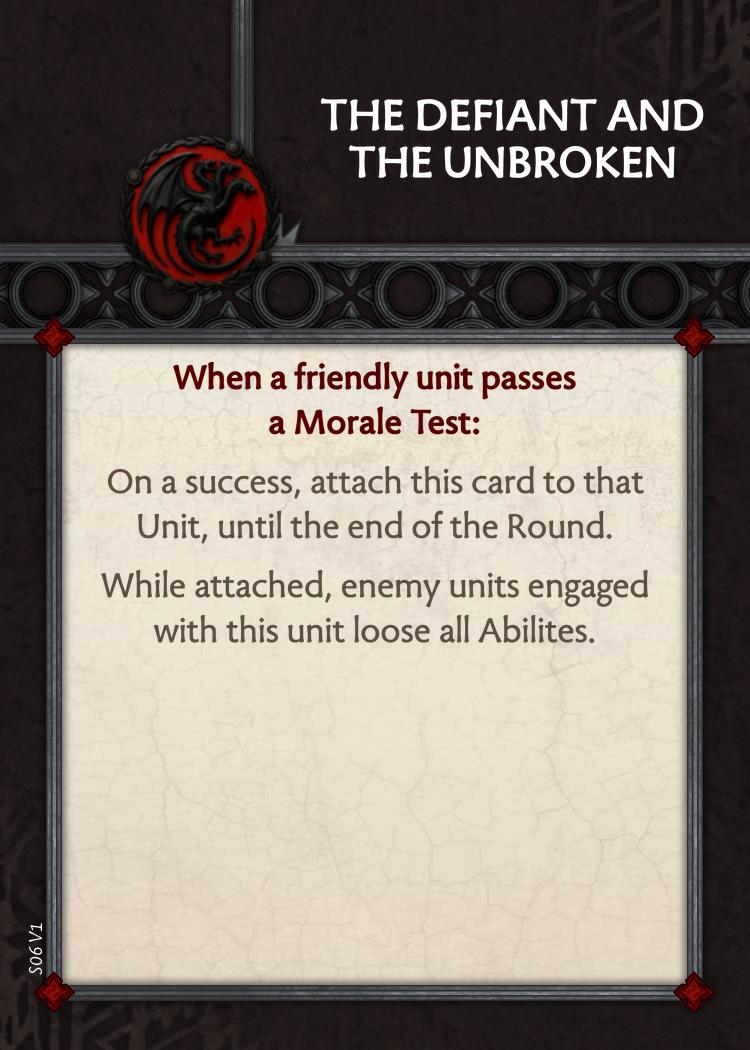 THE DEFIANT AND
THE UNBROKEN
When a friendly unit passes
a Morale Test:
On a success, attach this card to that
Unit, until the end of the Round.
While attached, enemy units engaged
with this unit loose all Abilites.
S06 V1